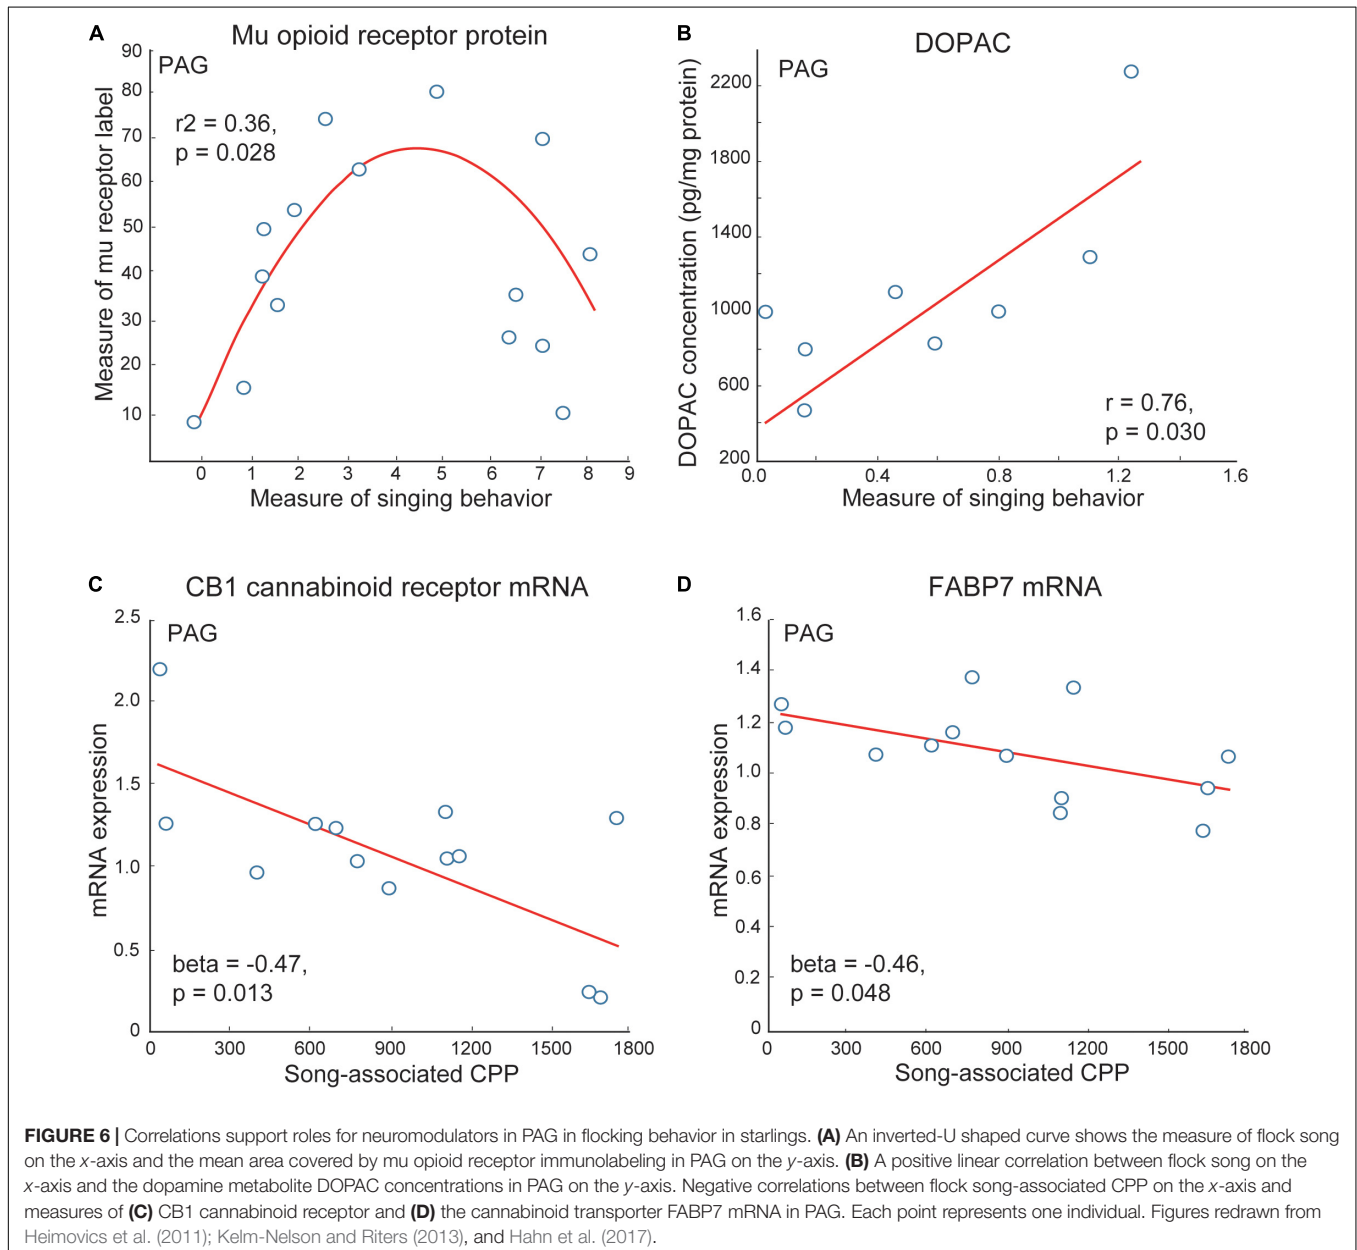 A
Mu opioid receptor protein
PAG
r2 = 0.36,
p = 0.028
Measure of mu receptor label
90
80
70
60
50
40
30
20
10
0 1 2 3 4 5 6 7 8 9
Measure of singing behavior
B
DOPAC
PAG
DOPAC concentration (pg/mg protein)
2200
1800
1400
1000
600
200
r = 0.76,
p = 0.030
0.0 0.4 0.8 1.2 1.6
Measure of singing behavior
C
CB1 cannabinoid receptor mRNA
PAG
mRNA expression
2.5
2.0
1.5
1.0
0.5
0
beta = -0.47,
p = 0.013
0 300 600 900 1200 1500 1800
Song-associated CPP
D
FABP7 mRNA
PAG
mRNA expression
1.6
1.4
1.2
1.0
0.8
0.6
0.4
0.2
0
beta = -0.46,
p = 0.048
0 300 600 900 1200 1500 1800
Song-associated CPP
FIGURE 6 | Correlations support roles for neuromodulators in PAG in flocking behavior in starlings. (A) An inverted-U shaped curve shows the measure of flock song
on the x-axis and the mean area covered by mu opioid receptor immunolabeling in PAG on the y-axis. (B) A positive linear correlation between flock song on the
x-axis and the dopamine metabolite DOPAC concentrations in PAG on the y-axis. Negative correlations between flock song-associated CPP on the x-axis and
measures of (C) CB1 cannabinoid receptor and (D) the cannabinoid transporter FABP7 mRNA in PAG. Each point represents one individual. Figures redrawn from
Heimovics et al. (2011); Kelm-Nelson and Riters (2013), and Hahn et al. (2017).